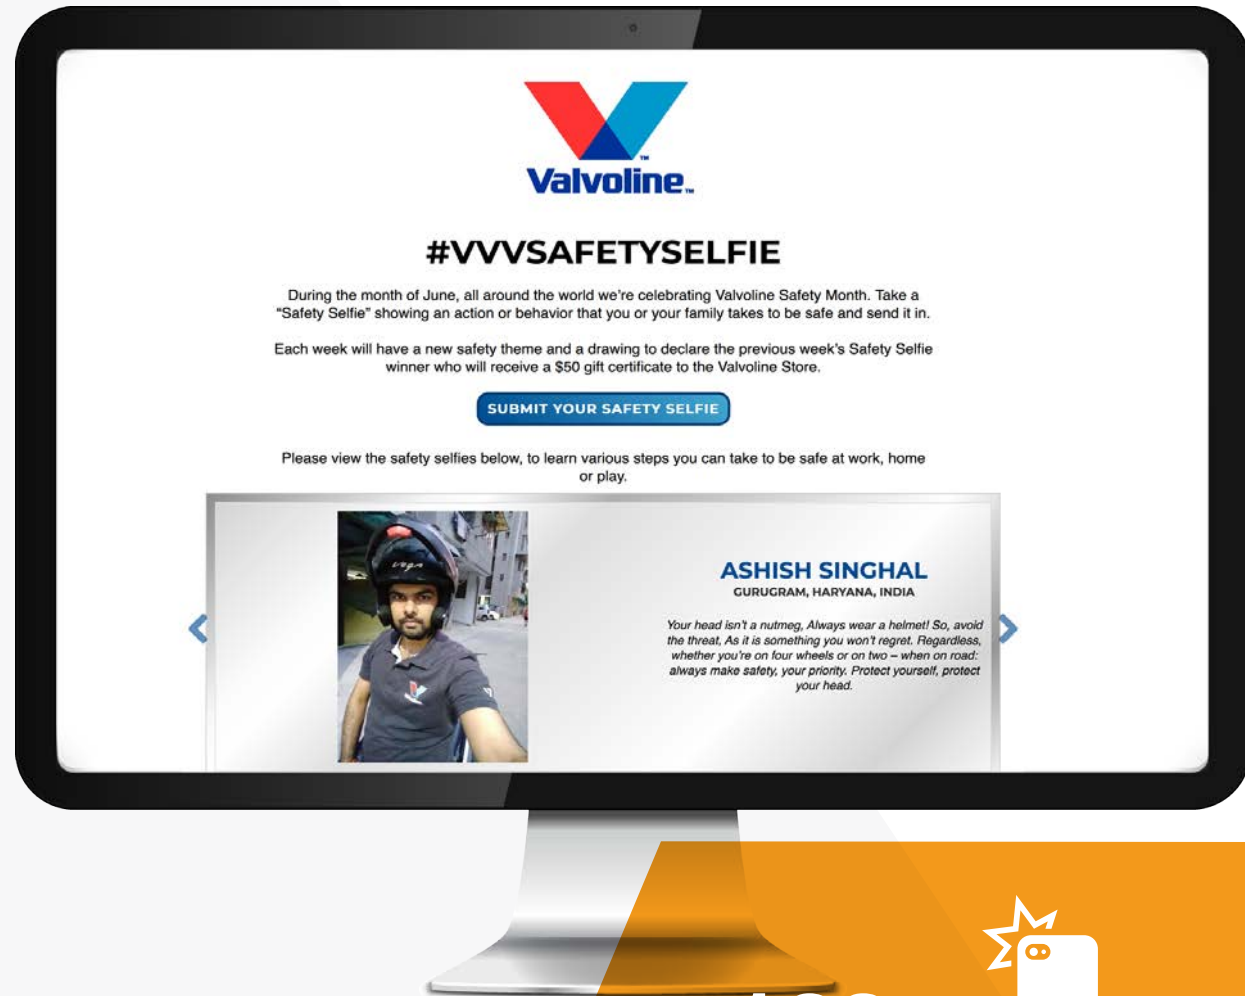 Valvoline™
#VVVSAFETYSELFIE
During the month of June, all around the world we're celebrating Valvoline Safety Month. Take a
"Safety Selfie" showing an action or behavior that you or your family takes to be safe and send it in.
Each week will have a new safety theme and a drawing to declare the previous week's Safety Selfie
winner who will receive a $50 gift certificate to the Valvoline Store.
SUBMIT YOUR SAFETY SELFIE
Please view the safety selfies below, to learn various steps you can take to be safe at work, home
or play.
vega
ASHISH SINGHAL
GURUGRAM, HARYANA, INDIA
Your head isn't a nutmeg, Always wear a helmet! So, avoid
the threat, As it is something you won't regret. Regardless,
whether you're on four wheels or on two – when on road:
always make safety, your priority. Protect yourself, protect
your head.